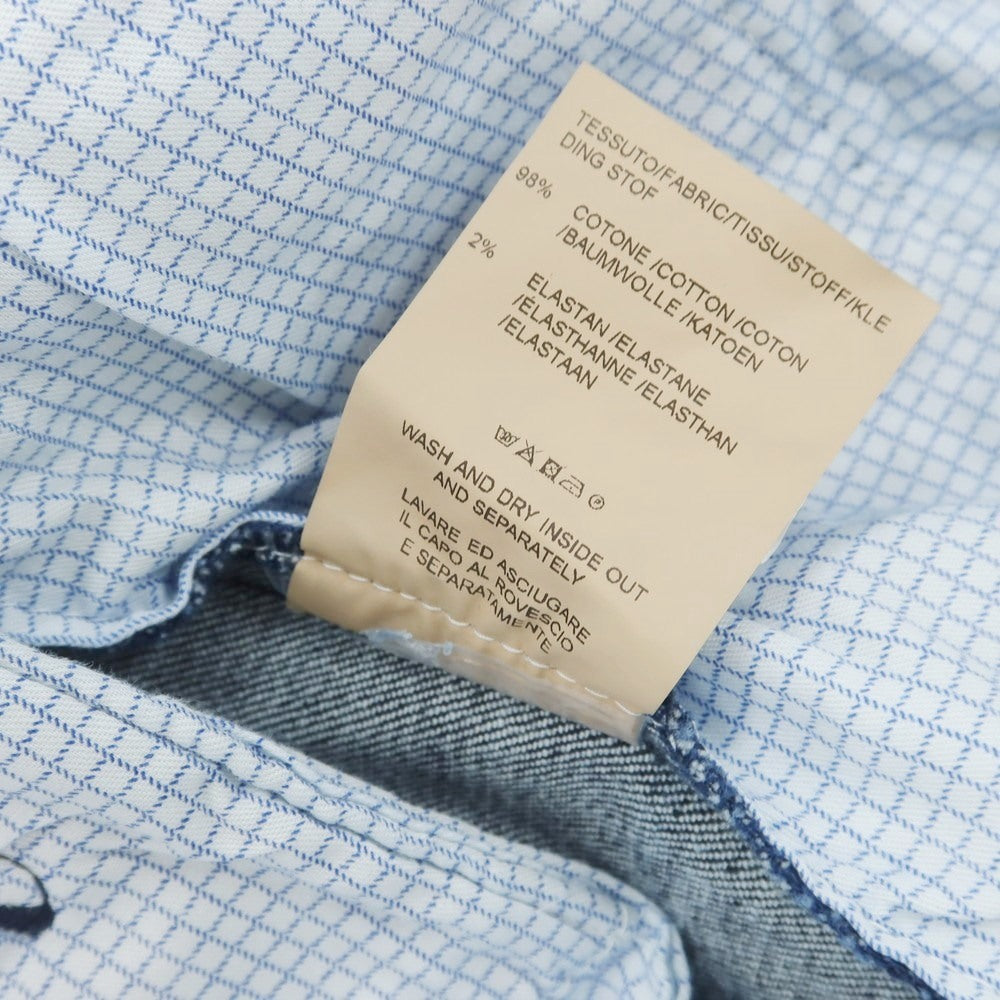 TESSUTO/FABRIC/TISSU/STOFF/KLE
DING STOF
98% COTONE /COTTON /COTON
/BAUMWOLLE /KATOEN
2% ELASTAN /ELASTANE
/ÉLASTHANNE /ELASTHAN
/ELASTAAN
WASH AND DRY INSIDE OUT
AND SEPARATELY
LAVARE ED ASCIUGARE
IL CAPO AL ROVESCIO
E SEPARATAMENTE